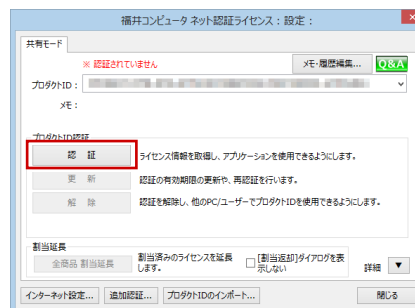 福井コンピュータ ネット認証ライセンス : 設定 :
共有モード
※ 認証されていません
メモ・履歴編集...
Q&A
プロダクトID :
メモ :
プロダクトID認証
認　証
ライセンス情報を取得し、アプリケーションを使用できるようにします。
更　新
認証の有効期限の更新や、再認証を行います。
解　除
認証を解除し、他のPC/ユーザーでプロダクトIDを使用できるようにします。
割当延長
全商品 割当延長
割当済みのライセンスを延長
します。
[割当返却]ダイアログを表
示しない
詳細 ▼
インターネット設定...
追加認証...
プロダクトIDのインポート...
閉じる